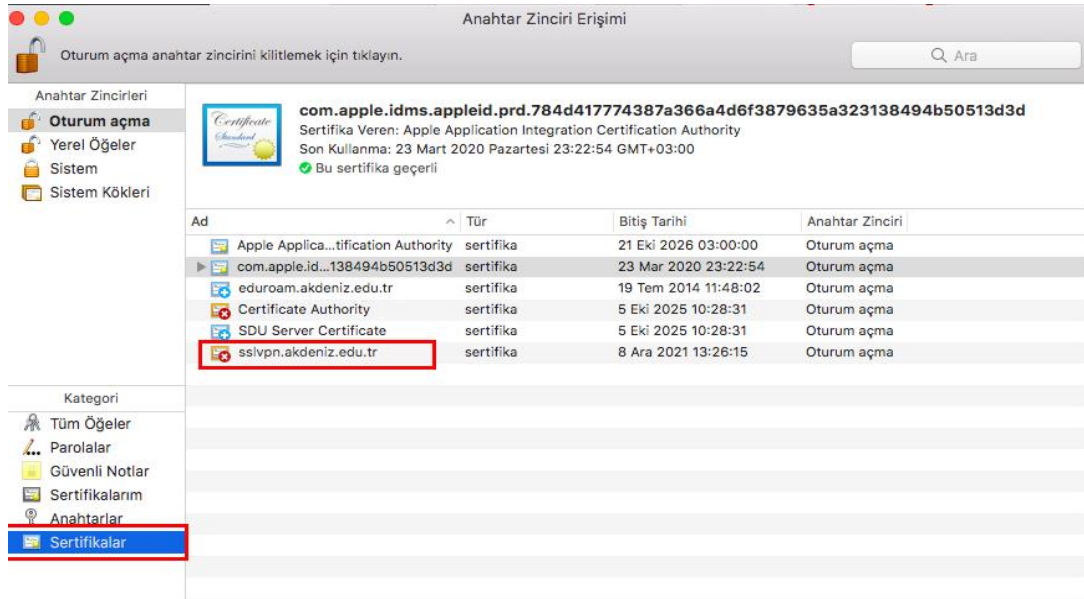 Anahtar Zinciri Erişimi
Oturum açma anahtar zincirini kilitlemek için tıklayın.
Ara
Anahtar Zincirleri
Oturum açma
Yerel Öğeler
Sistem
Sistem Kökleri
Certificate
Standard
com.apple.idms.appleid.prd.784d417774387a366a4d6f3879635a323138494b50513d3d
Sertifika Veren: Apple Application Integration Certification Authority
Son Kullanma: 23 Mart 2020 Pazartesi 23:22:54 GMT+03:00
Bu sertifika geçerli
Ad Tür Bitiş Tarihi Anahtar Zinciri
Apple Applica...tification Authority sertifika 21 Eki 2026 03:00:00 Oturum açma
com.apple.id...138494b50513d3d sertifika 23 Mar 2020 23:22:54 Oturum açma
eduroam.akdeniz.edu.tr sertifika 19 Tem 2014 11:48:02 Oturum açma
Certificate Authority sertifika 5 Eki 2025 10:28:31 Oturum açma
SDU Server Certificate sertifika 5 Eki 2025 10:28:31 Oturum açma
sslvpn.akdeniz.edu.tr sertifika 8 Ara 2021 13:26:15 Oturum açma
Kategori
Tüm Öğeler
Parolalar
Güvenli Notlar
Sertifikalarım
Anahtarlar
Sertifikalar